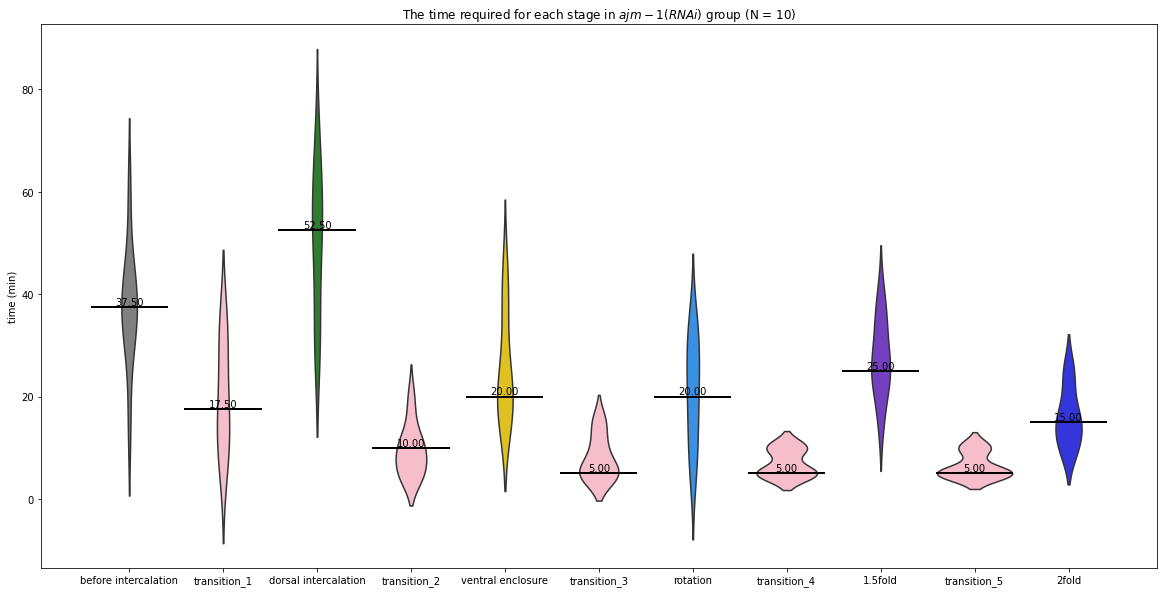 The time required for each stage in ajm − 1(RNAi) group (N = 10)
80
60
40
20
0
time (min)
37.50
17.50
52.50
10.00
20.00
5.00
20.00
5.00
25.00
5.00
15.00
before intercalation
transition_1
dorsal intercalation
transition_2
ventral enclosure
transition_3
rotation
transition_4
1.5fold
transition_5
2fold